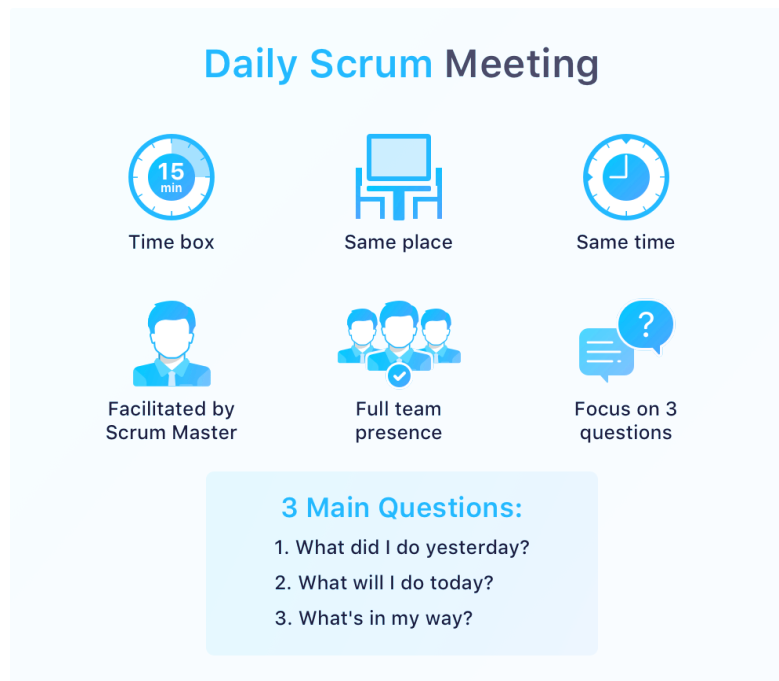 Daily Scrum Meeting
15
min
Time box
Same place
Same time
Facilitated by
Scrum Master
Full team
presence
?
Focus on 3
questions
3 Main Questions:
1. What did I do yesterday?
2. What will I do today?
3. What's in my way?